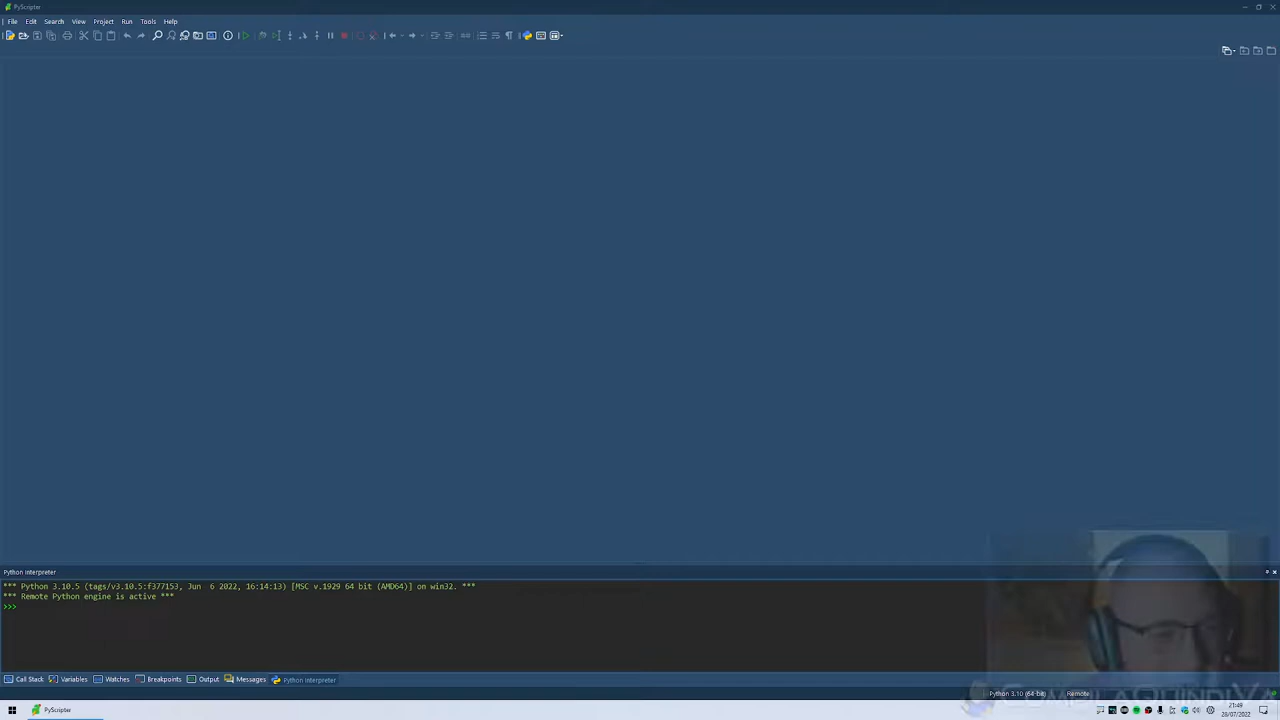 PyScripter
File Edit Search View Project Run Tools Help
Python Interpreter
*** Python 3.10.5 (tags/v3.10.5:f377153, Jun  6 2022, 16:14:13) [MSC v.1929 64 bit (AMD64)] on win32. ***
*** Remote Python engine is active ***
>>>
Call Stack Variables Watches Breakpoints Output Messages Python Interpreter
Python 3.10 (64-bit) Remote
COMPILAQUINDIVA
PyScripter
21:49
28/07/2022